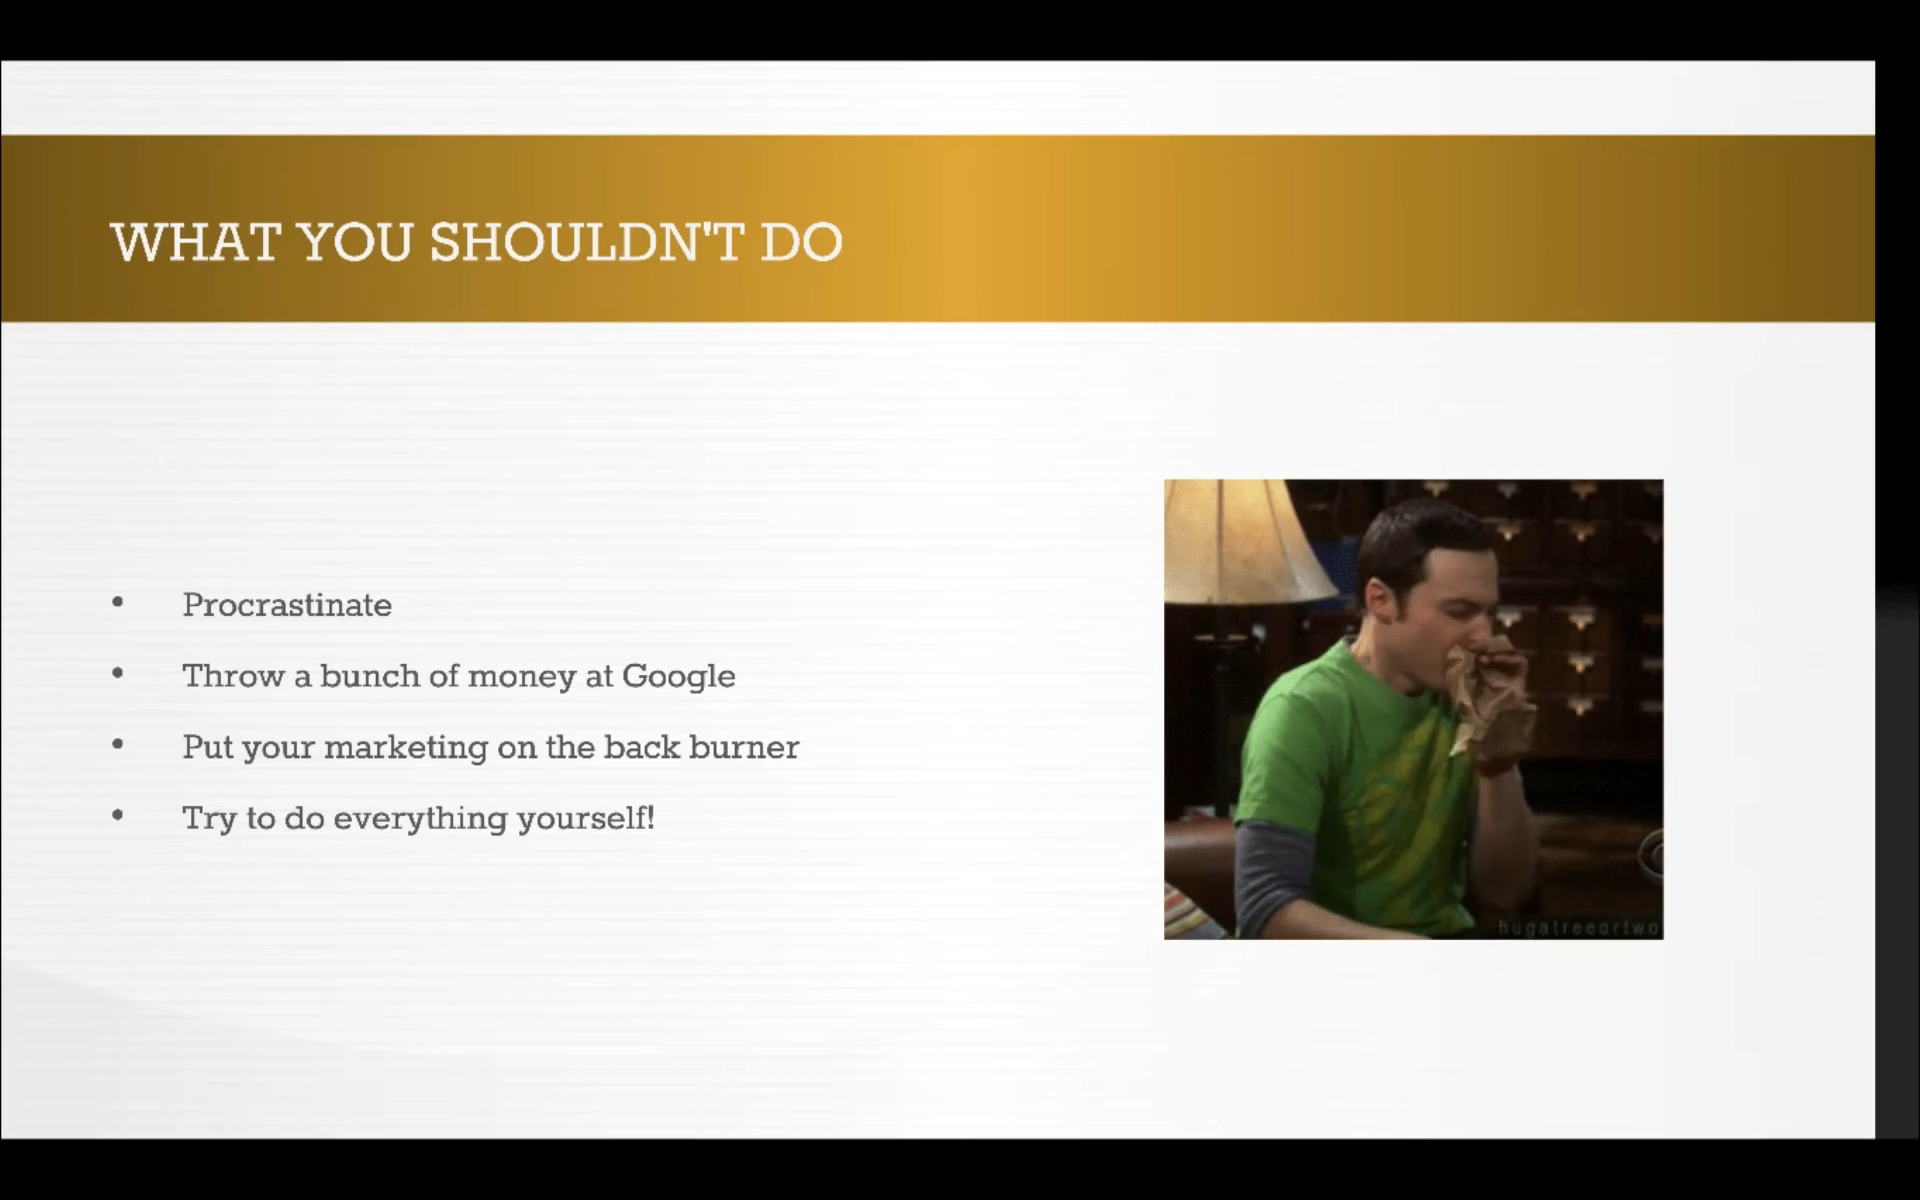 WHAT YOU SHOULDN'T DO
• Procrastinate
• Throw a bunch of money at Google
• Put your marketing on the back burner
• Try to do everything yourself!
hugatreeortwo